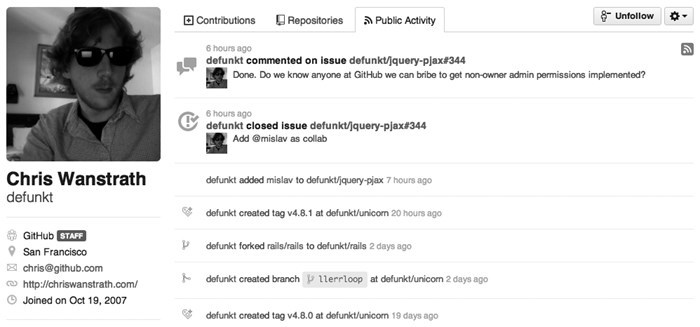 Contributions
Repositories
Public Activity
Unfollow
Chris Wanstrath
defunkt
GitHub STAFF
San Francisco
chris@github.com
http://chriswanstrath.com/
Joined on Oct 19, 2007
6 hours ago
defunkt commented on issue defunkt/jquery-pjax#344
Done. Do we know anyone at GitHub we can bribe to get non-owner admin permissions implemented?
6 hours ago
defunkt closed issue defunkt/jquery-pjax#344
Add @mislav as collab
defunkt added mislav to defunkt/jquery-pjax 7 hours ago
defunkt created tag v4.8.1 at defunkt/unicorn 20 hours ago
defunkt forked rails/rails to defunkt/rails 2 days ago
defunkt created branch llerrloop at defunkt/unicorn 2 days ago
defunkt created tag v4.8.0 at defunkt/unicorn 19 days ago